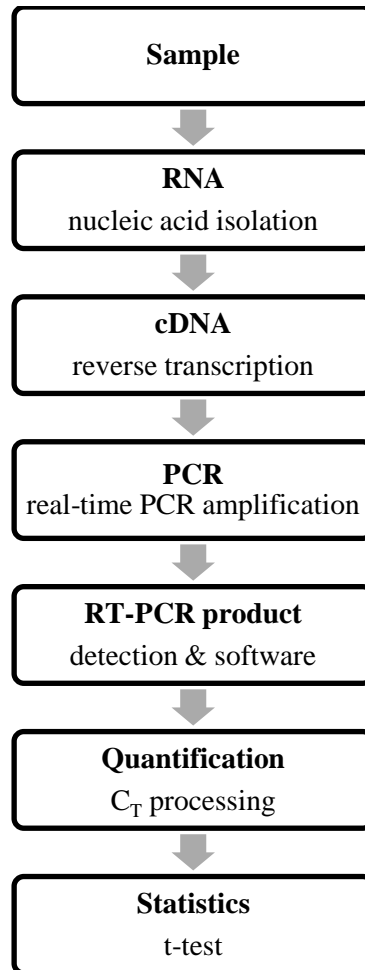 Sample
RNA
nucleic acid isolation
cDNA
reverse transcription
PCR
real-time PCR amplification
RT-PCR product
detection & software
Quantification
C_T processing
Statistics
t-test